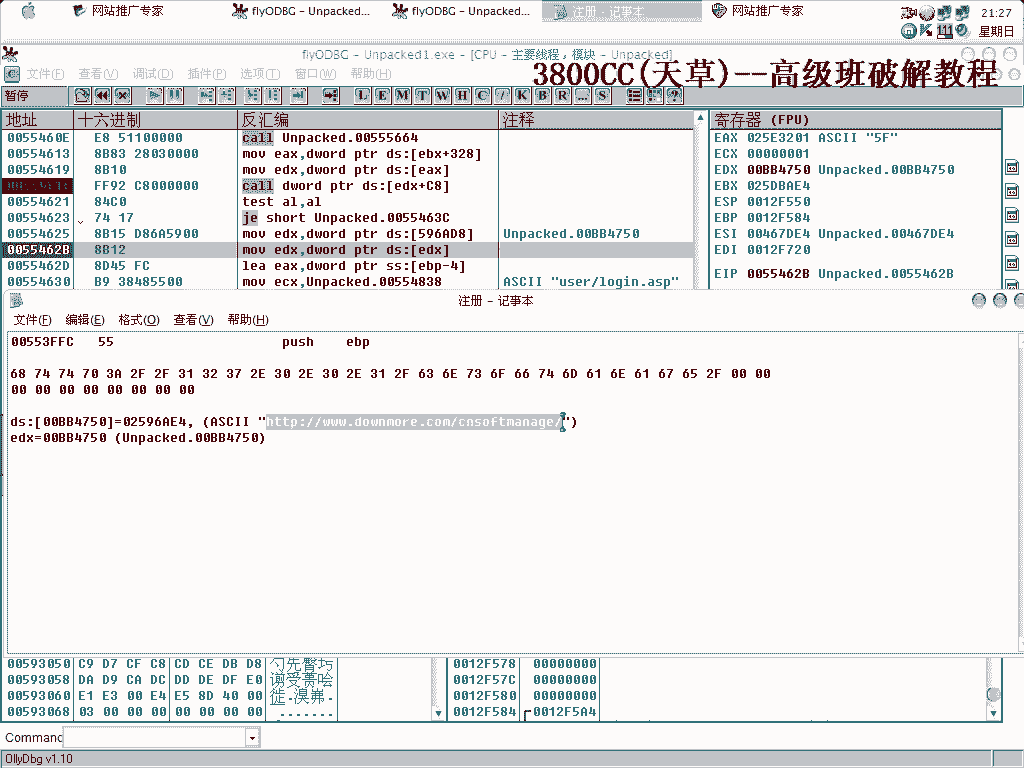 网站推广专家
flyODBG - Unpacked...
flyODBG - Unpacked...
注册 - 记事本
网站推广专家
21:27
星期日
flyODBG - Unpacked1.exe - [CPU - 主要线程, 模块 - Unpacked]
文件(F) 查看(V) 调试(D) 插件(P) 选项(T) 窗口(W) 帮助(H)
3800CC(天草)--高级班破解教程
暂停
L E M T W H C / K B R ... S
地址 十六进制 反汇编 注释 寄存器 (FPU)
0055460E E8 51100000 call Unpacked.00555664
00554613 8B83 28030000 mov eax,dword ptr ds:[ebx+328]
00554619 8B10 mov edx,dword ptr ds:[eax]
FF92 C8000000 call dword ptr ds:[edx+C8]
00554621 84C0 test al,al
00554623 74 17 je short Unpacked.0055463C
00554625 8B15 D86A5900 mov edx,dword ptr ds:[596AD8] Unpacked.00BB4750
0055462B 8B12 mov edx,dword ptr ds:[edx]
0055462D 8D45 FC lea eax,dword ptr ss:[ebp-4]
00554630 B9 38485500 mov ecx,Unpacked.00554838 ASCII "user/login.asp"
EAX 025E3201 ASCII "5F"
ECX 00000001
EDX 00BB4750 Unpacked.00BB4750
EBX 025DBAE4
ESP 0012F550
EBP 0012F584
ESI 00467DE4 Unpacked.00467DE4
EDI 0012F720
EIP 0055462B Unpacked.0055462B
注册 - 记事本
文件(F) 编辑(E) 格式(O) 查看(V) 帮助(H)
00553FFC 55 push ebp
68 74 74 70 3A 2F 2F 31 32 37 2E 30 2E 30 2E 31 2F 63 6E 73 6F 66 74 6D 61 6E 61 67 65 2F 00 00
00 00 00 00 00 00 00 00 00
ds:[00BB4750]=02596AE4, (ASCII "http://www.downmore.com/cnsoftmanage/")
edx=00BB4750 (Unpacked.00BB4750)
00593050 C9 D7 CF C8 CD CE DB D8
00593058 DA D9 CA DC DD DE DF E0
00593060 E1 E3 00 E4 E5 8D 40 00
00593068 03 00 00 00 00 00 00 00
0012F578 00000000
0012F57C 00000000
0012F580 00000000
0012F584 0012F5A4
Command
OllyDbg v1.10